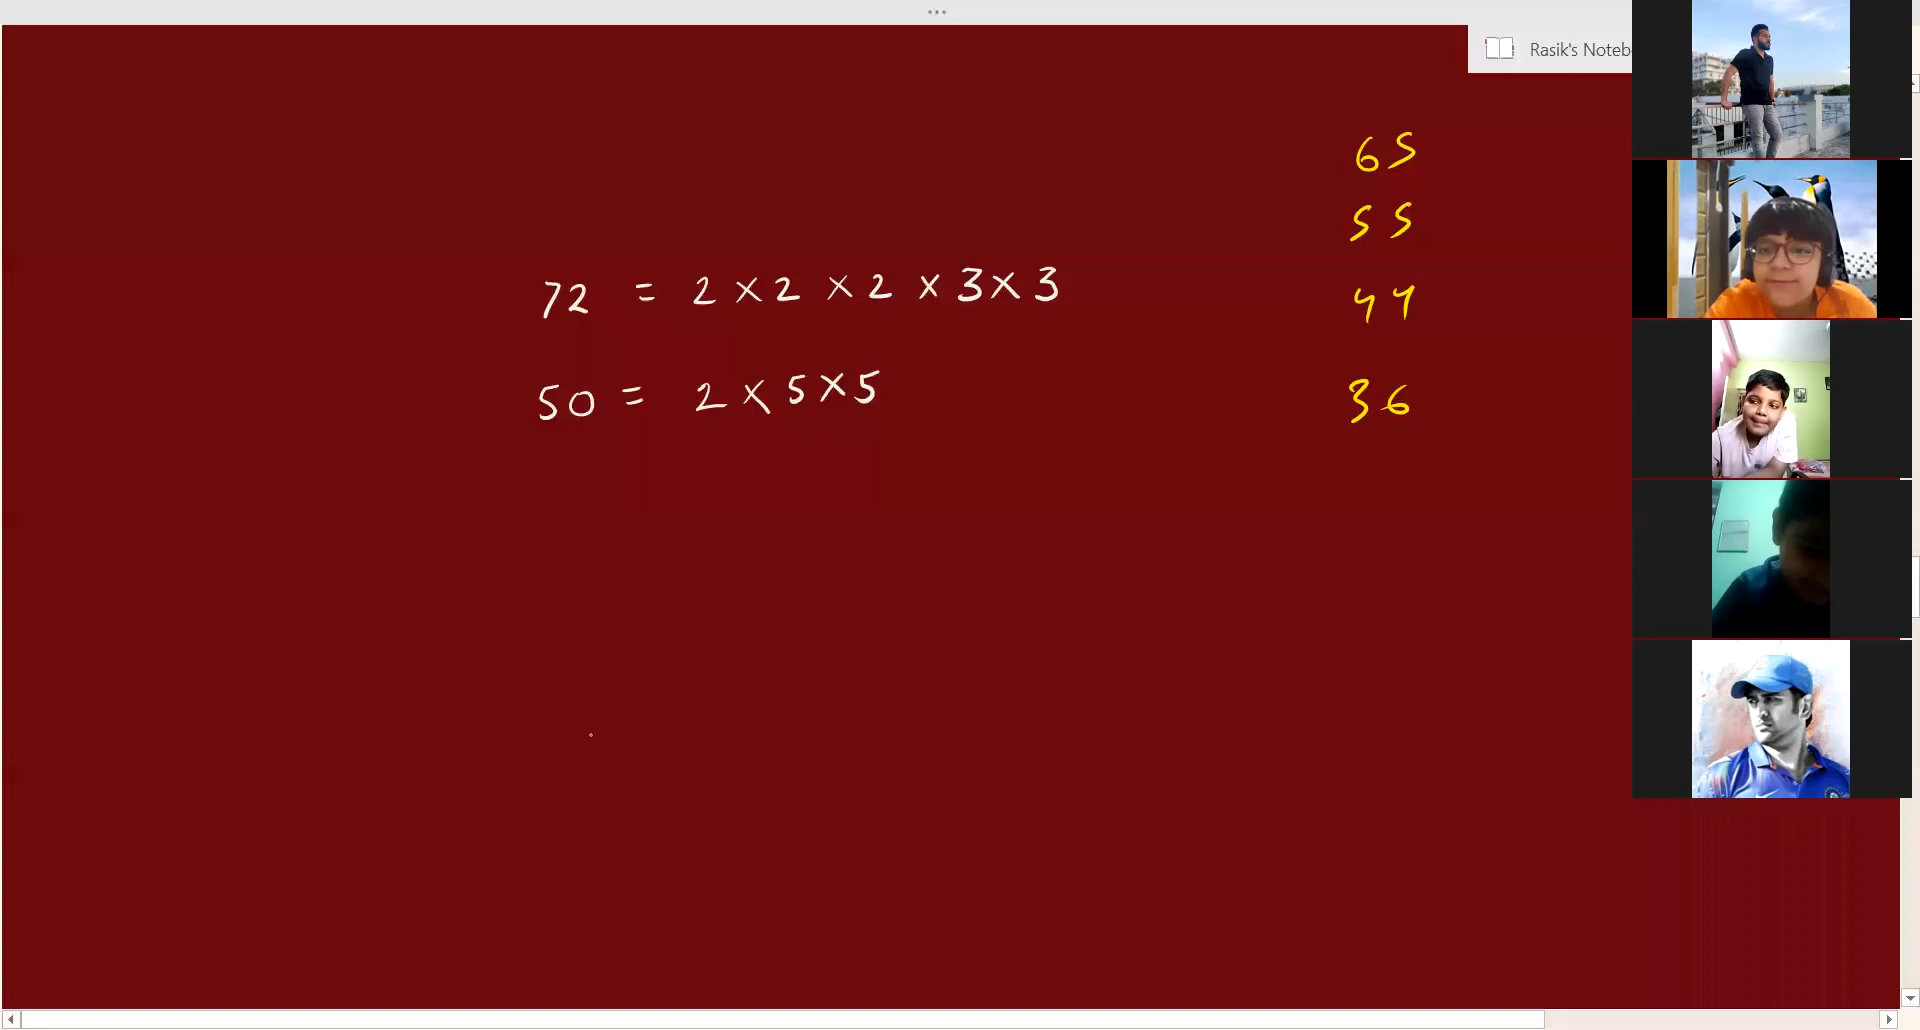 Rasik's Noteb
65
55
44
72 = 2 × 2 × 2 × 3 × 3
50 = 2 × 5 × 5
36